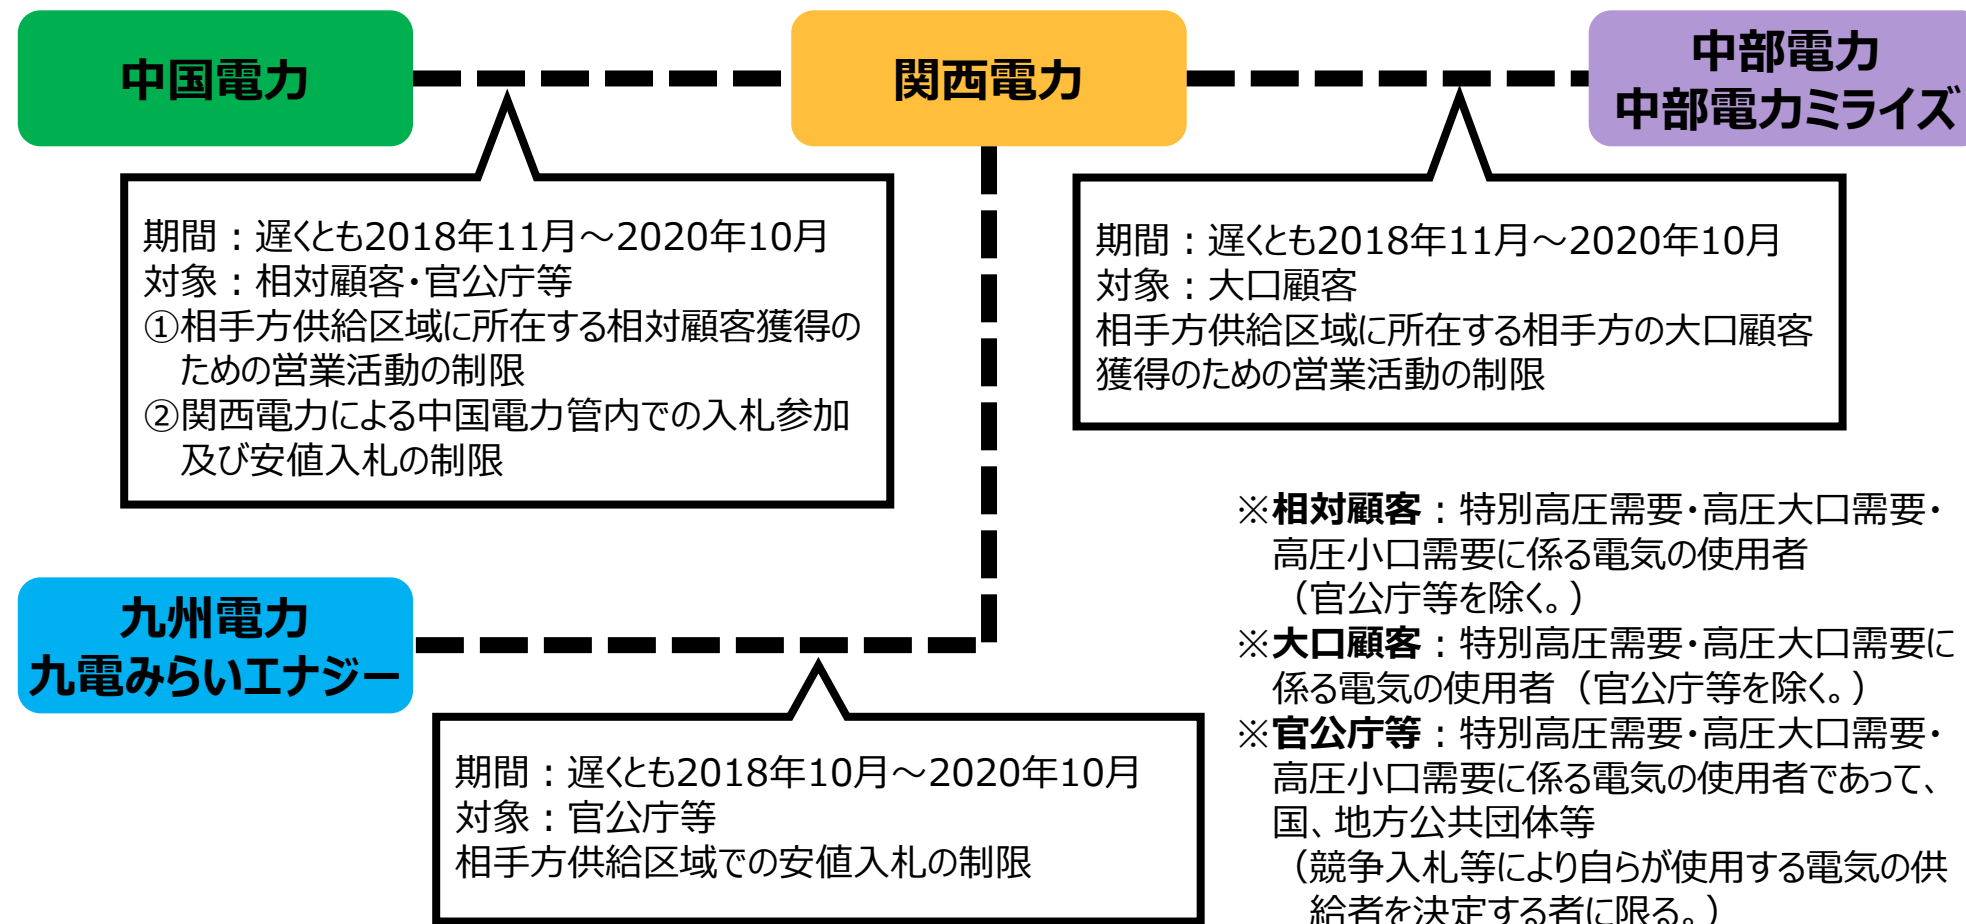 中国電力
関西電力
中部電力
中部電力ミライズ
期間：遅くとも2018年11月～2020年10月
対象：相対顧客・官公庁等
①相手方供給区域に所在する相対顧客獲得の
ための営業活動の制限
②関西電力による中国電力管内での入札参加
及び安値入札の制限
期間：遅くとも2018年11月～2020年10月
対象：大口顧客
相手方供給区域に所在する相手方の大口顧客
獲得のための営業活動の制限
九州電力
九電みらいエナジー
期間：遅くとも2018年10月～2020年10月
対象：官公庁等
相手方供給区域での安値入札の制限
※相対顧客：特別高圧需要・高圧大口需要・
高圧小口需要に係る電気の使用者
（官公庁等を除く。）
※大口顧客：特別高圧需要・高圧大口需要に
係る電気の使用者（官公庁等を除く。）
※官公庁等：特別高圧需要・高圧大口需要・
高圧小口需要に係る電気の使用者であって、
国、地方公共団体等
（競争入札等により自らが使用する電気の供
給者を決定する者に限る。）